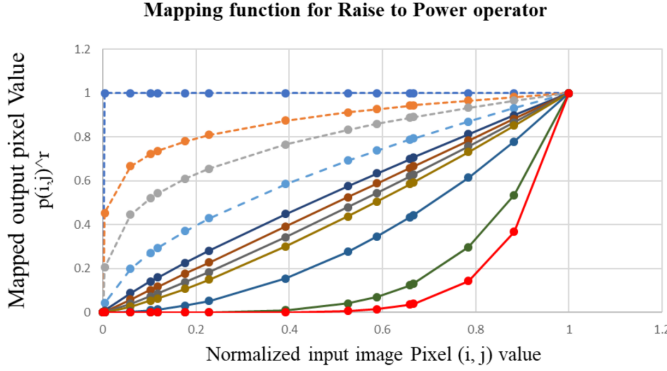 Mapping function for Raise to Power operator
Mapped output pixel Value
p(i,j)^r
1.2
1
0.8
0.6
0.4
0.2
0
0 0.2 0.4 0.6 0.8 1 1.2
Normalized input image Pixel (i, j) value